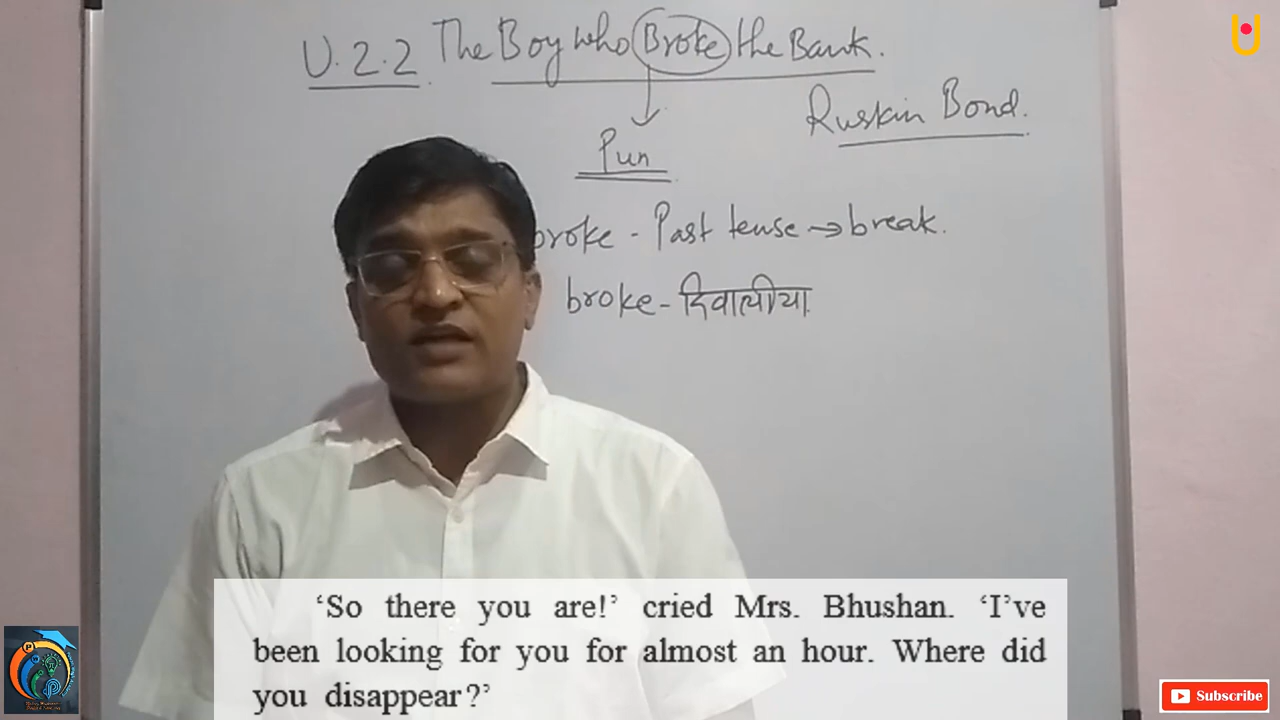 U.2.2 The Boy who Broke the Bank.
Ruskin Bond.
Pun
broke - Past tense → break.
broke - दिवालीया
‘So there you are!’ cried Mrs. Bhushan. ‘I’ve
been looking for you for almost an hour. Where did
you disappear?’
Subscribe